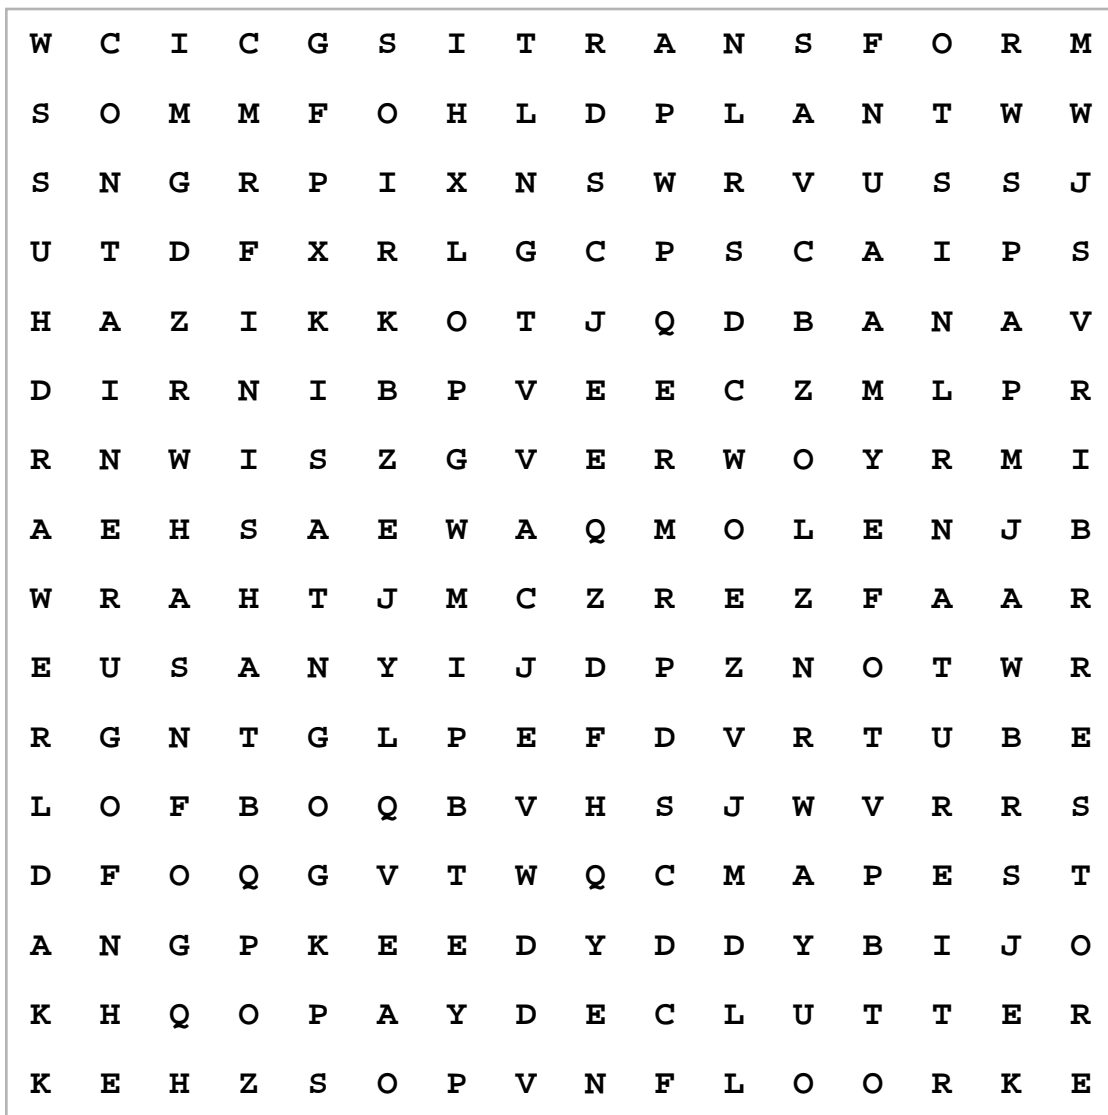 W C I C G S I T R A N S F O R M
S O M M F O H L D P L A N T W W
S N G R P I X N S W R V U S S J
U T D F X R L G C P S C A I P S
H A Z I K K O T J Q D B A N A V
D I R N I B P V E E C Z M L P R
R N W I S Z G V E R W O Y R M I
A E H S A E W A Q M O L E N J B
W R A H T J M C Z R E Z F A A R
E U S A N Y I J D P Z N O T W R
R G N T G L P E F D V R T U B E
L O F B O Q B V H S J W V R R S
D F O Q G V T W Q C M A P E S T
A N G P K E E D Y D D Y B I J O
K H Q O P A Y D E C L U T T E R
K E H Z S O P V N F L O O R K E